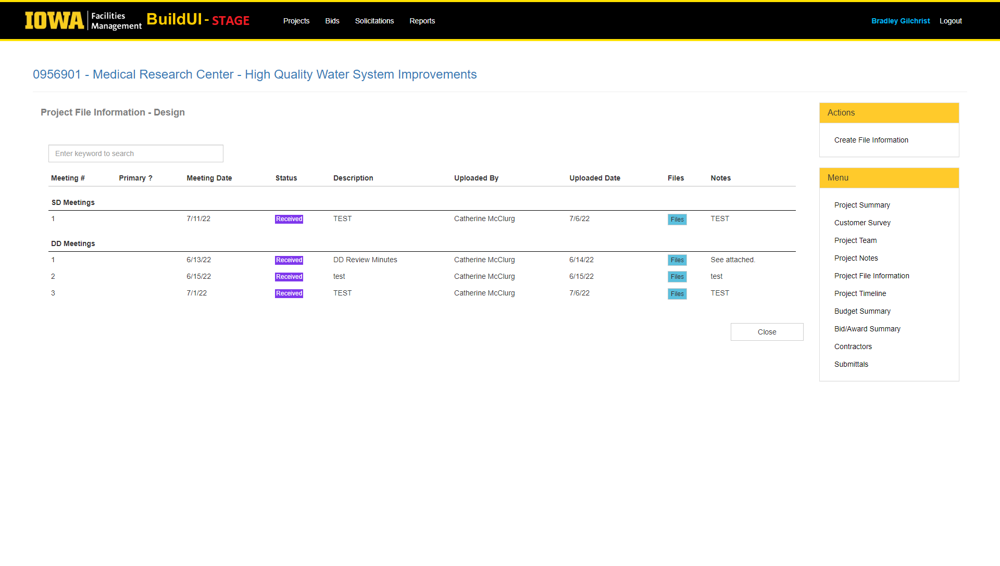 IOWA Facilities Management BuildUI - STAGE Projects Bids Solicitations Reports Bradley Gilchrist Logout
0956901 - Medical Research Center - High Quality Water System Improvements
Project File Information - Design
Enter keyword to search
Meeting # Primary ? Meeting Date Status Description Uploaded By Uploaded Date Files Notes
SD Meetings
1 7/11/22 Received TEST Catherine McClurg 7/6/22 Files TEST
DD Meetings
1 6/13/22 Received DD Review Minutes Catherine McClurg 6/14/22 Files See attached.
2 6/15/22 Received test Catherine McClurg 6/15/22 Files test
3 7/1/22 Received TEST Catherine McClurg 7/6/22 Files TEST
Close
Actions
Create File Information
Menu
Project Summary
Customer Survey
Project Team
Project Notes
Project File Information
Project Timeline
Budget Summary
Bid/Award Summary
Contractors
Submittals